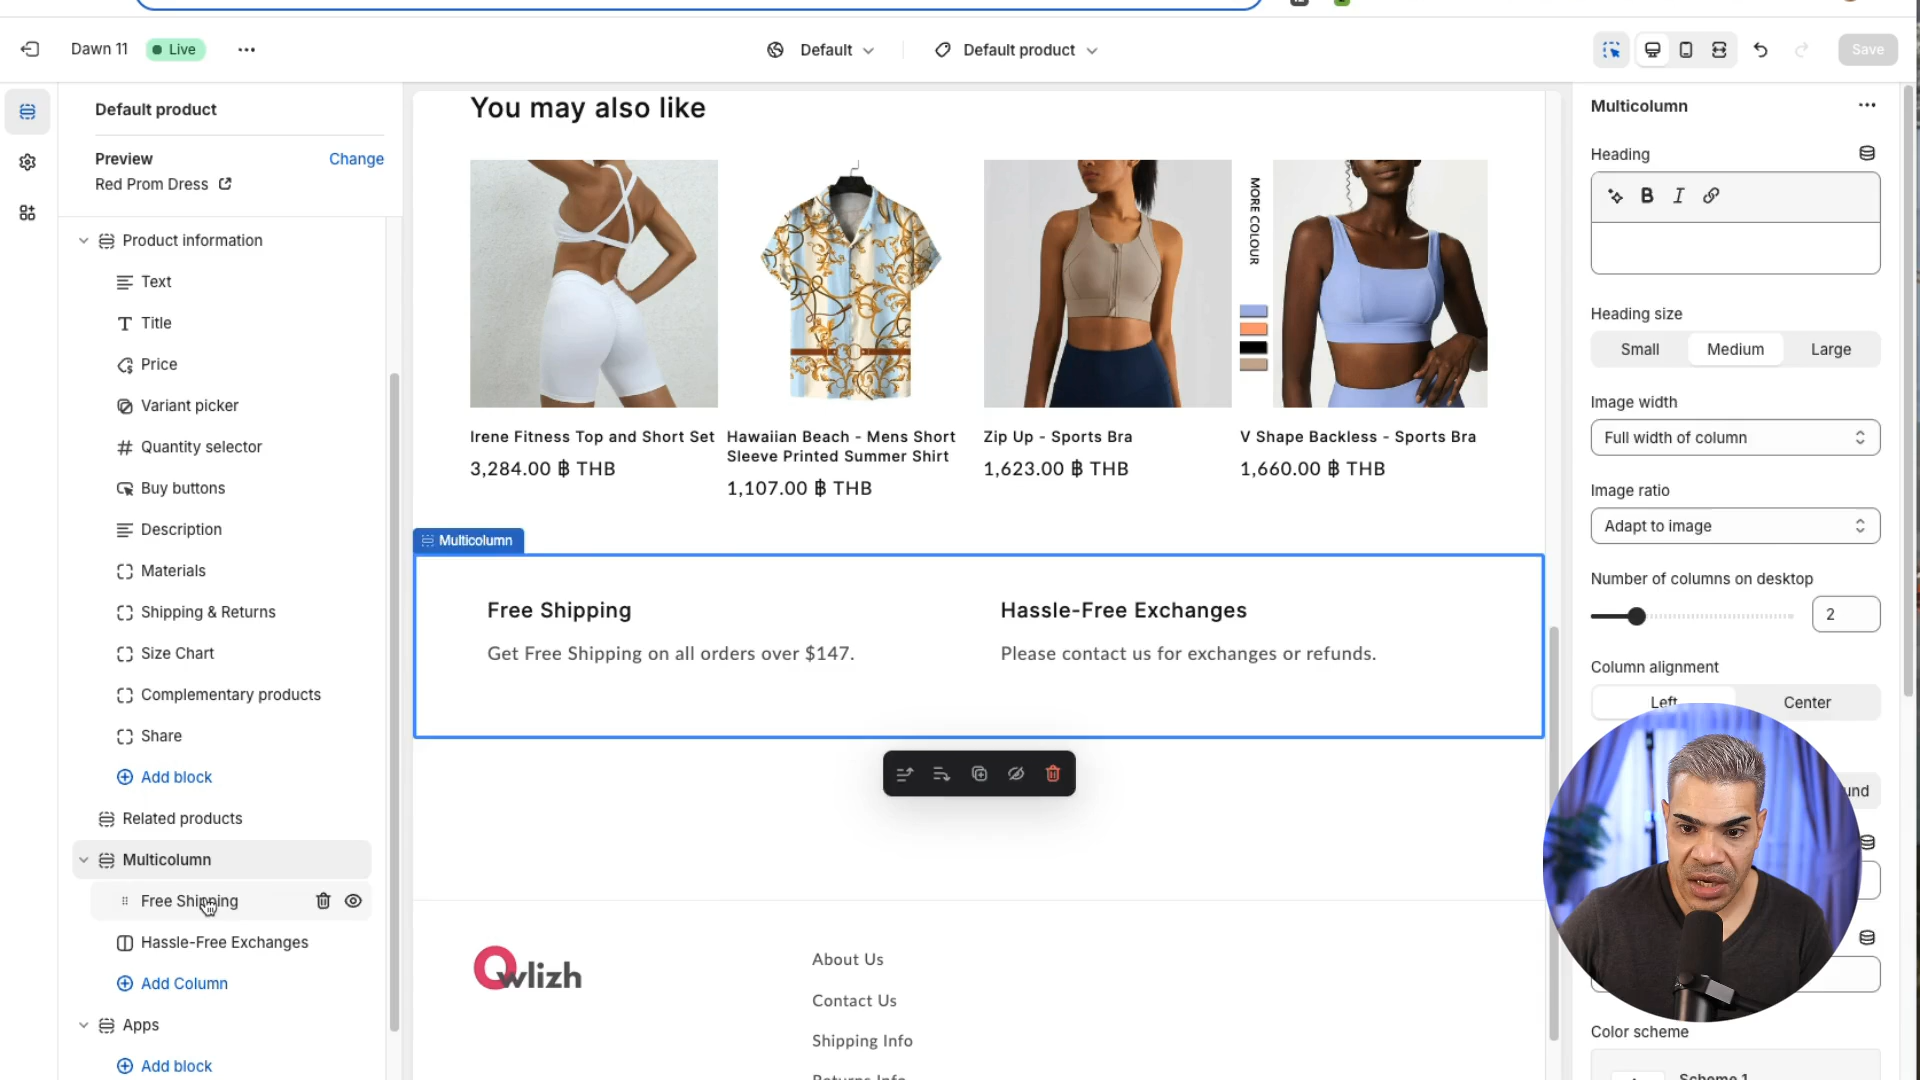 Dawn 11
Live
Default
Default product
Save
Default product
Preview
Change
Red Prom Dress
Product information
Text
Title
Price
Variant picker
Quantity selector
Buy buttons
Description
Materials
Shipping & Returns
Size Chart
Complementary products
Share
Add block
Related products
Multicolumn
Free Shipping
Hassle-Free Exchanges
Add Column
Apps
Add block
You may also like
MORE COLOUR
Irene Fitness Top and Short Set
3,284.00 ฿ THB
Hawaiian Beach - Mens Short
Sleeve Printed Summer Shirt
1,107.00 ฿ THB
Zip Up - Sports Bra
1,623.00 ฿ THB
V Shape Backless - Sports Bra
1,660.00 ฿ THB
Multicolumn
Free Shipping
Get Free Shipping on all orders over $147.
Hassle-Free Exchanges
Please contact us for exchanges or refunds.
Qwlizh
About Us
Contact Us
Shipping Info
Multicolumn
Heading
B I
Heading size
Small
Medium
Large
Image width
Full width of column
Image ratio
Adapt to image
Number of columns on desktop
2
Column alignment
Left
Center
Color scheme
Scheme 1